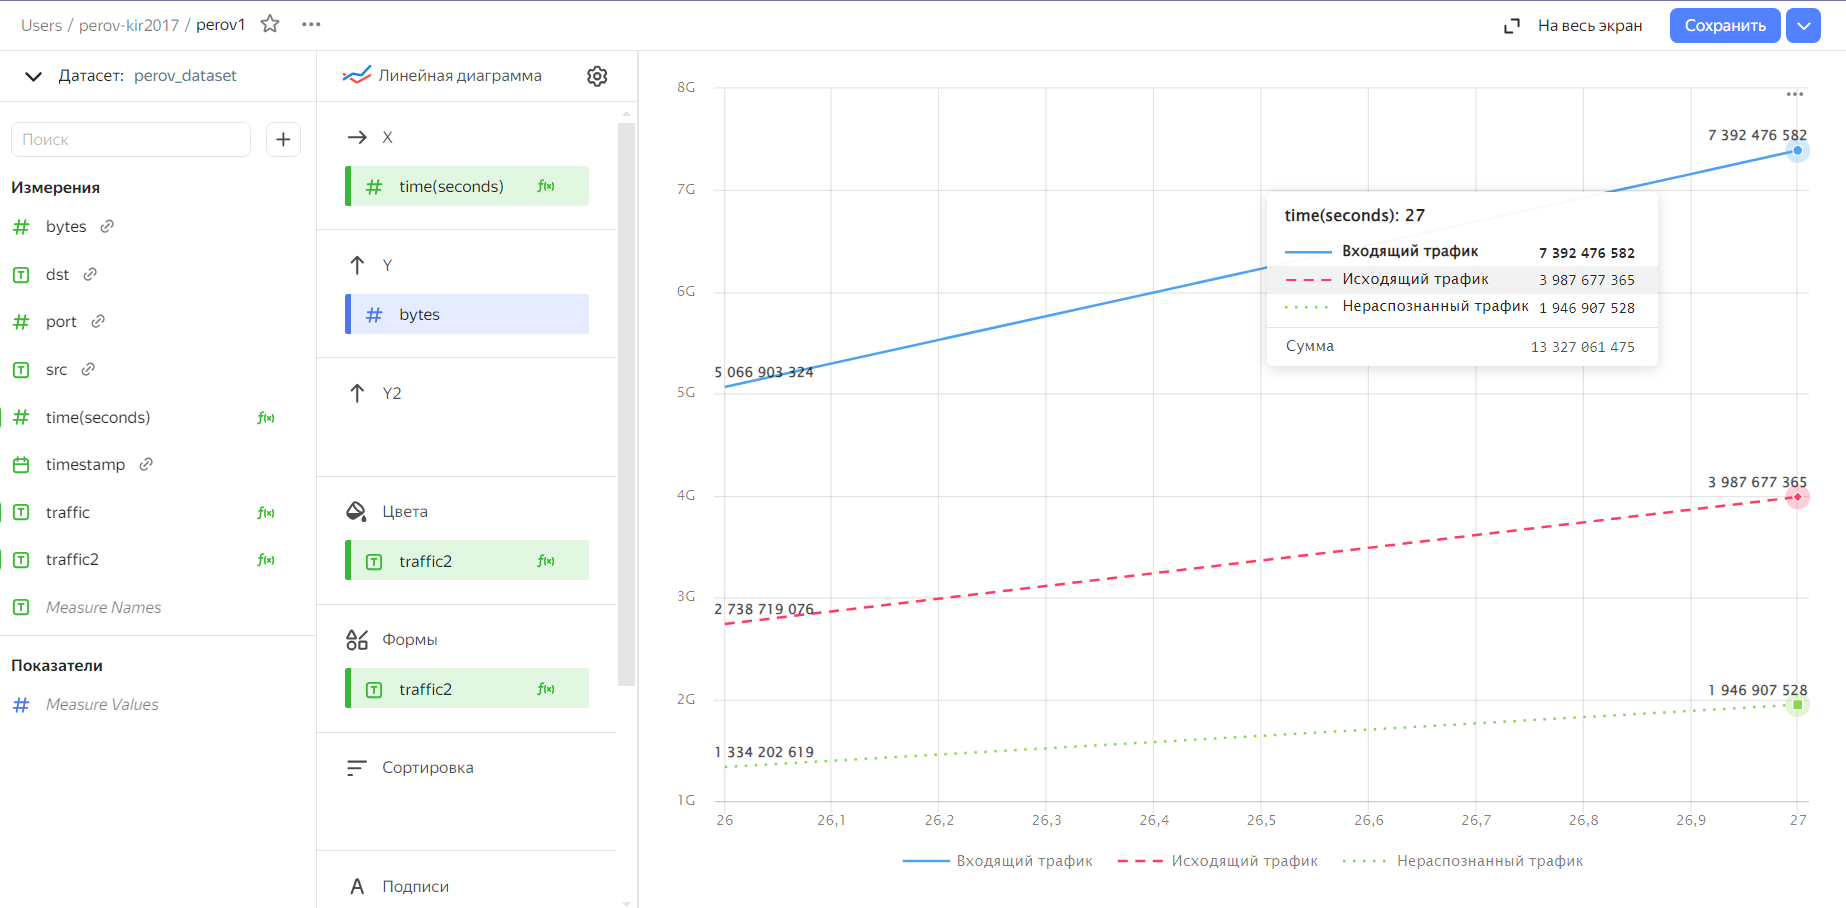 Users / perov-kir2017 / perov1
На весь экран
Сохранить
Датасет: perov_dataset
Поиск
Измерения
bytes
dst
port
src
time(seconds)
timestamp
traffic
traffic2
Measure Names
Показатели
Measure Values
Линейная диаграмма
X
time(seconds)
Y
bytes
Y2
Цвета
traffic2
Формы
traffic2
Сортировка
Подписи
8G
7G
6G
5G
4G
3G
2G
1G
7 392 476 582
5 066 903 324
3 987 677 365
2 738 719 076
1 946 907 528
1 334 202 619
time(seconds): 27
Входящий трафик 7 392 476 582
Исходящий трафик 3 987 677 365
Нераспознанный трафик 1 946 907 528
Сумма 13 327 061 475
26 26,1 26,2 26,3 26,4 26,5 26,6 26,7 26,8 26,9 27
Входящий трафик Исходящий трафик Нераспознанный трафик